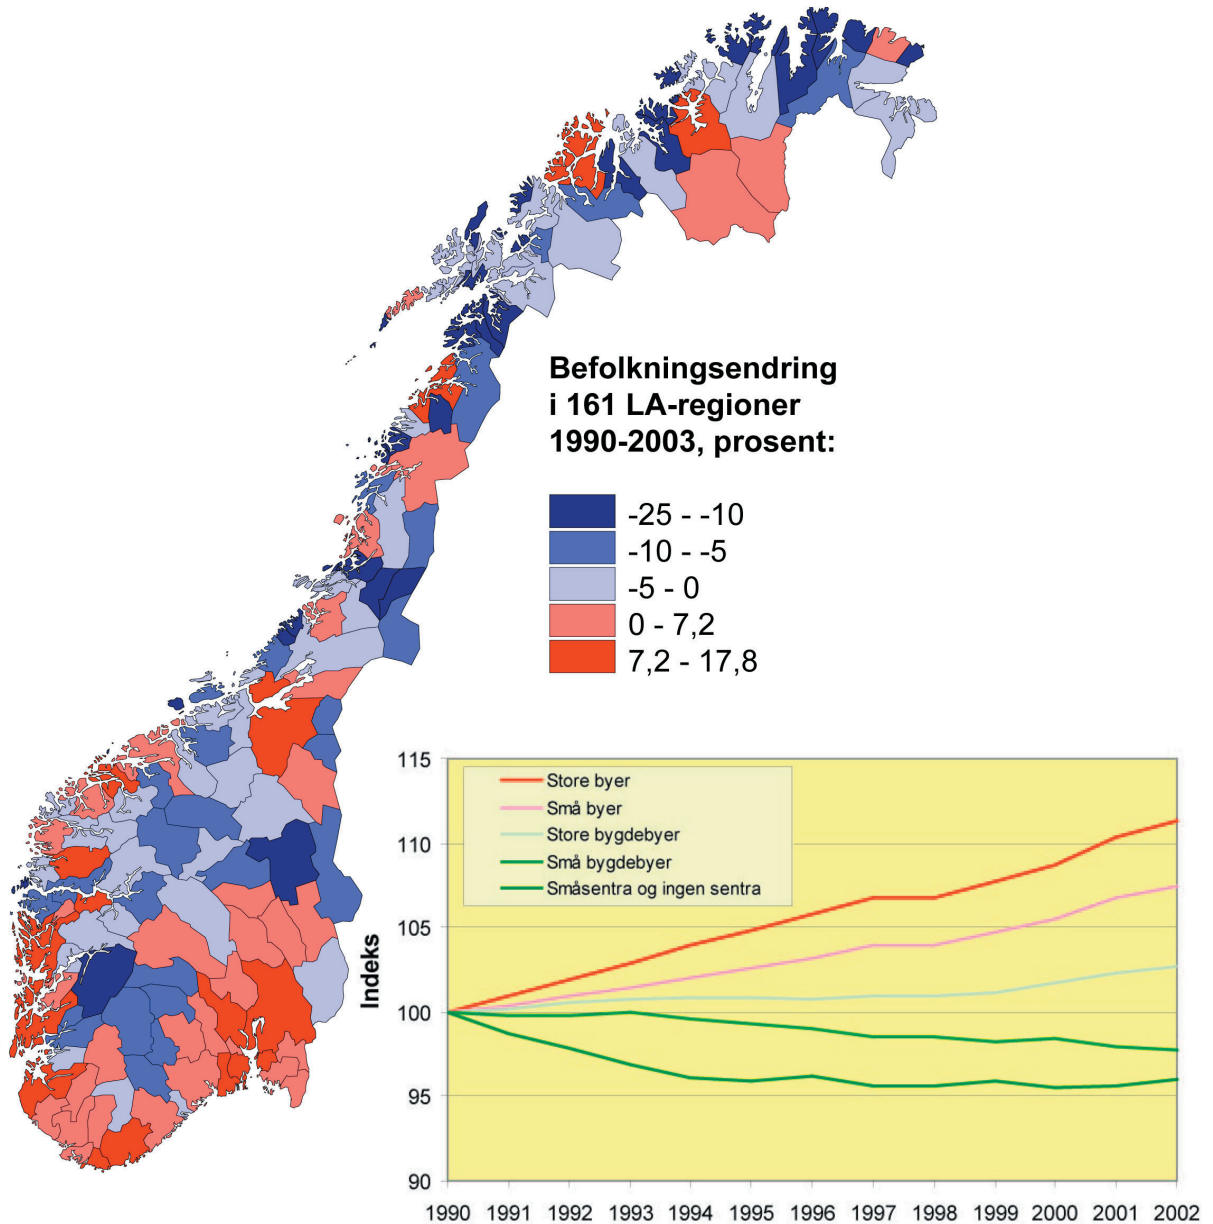 Befolkningsendring
i 161 LA-regioner
1990-2003, prosent:
-25 - -10
-10 - -5
-5 - 0
0 - 7,2
7,2 - 17,8
Store byer
Små byer
Store bygdebyer
Små bygdebyer
Småsentra og ingen sentra
Indeks
115
110
105
100
95
90
1990 1991 1992 1993 1994 1995 1996 1997 1998 1999 2000 2001 2002